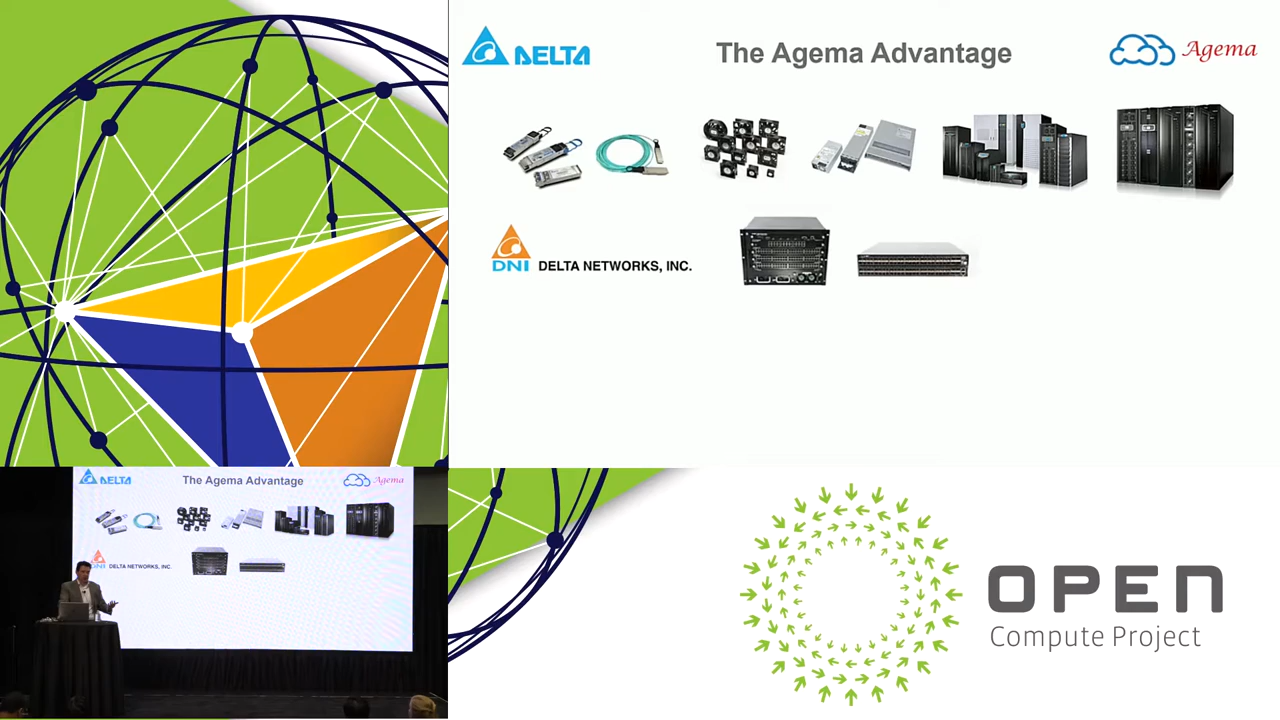 DELTA
The Agema Advantage
Agema
DNI DELTA NETWORKS, INC.
DELTA
The Agema Advantage
Agema
DNI DELTA NETWORKS, INC.
OPEN
Compute Project